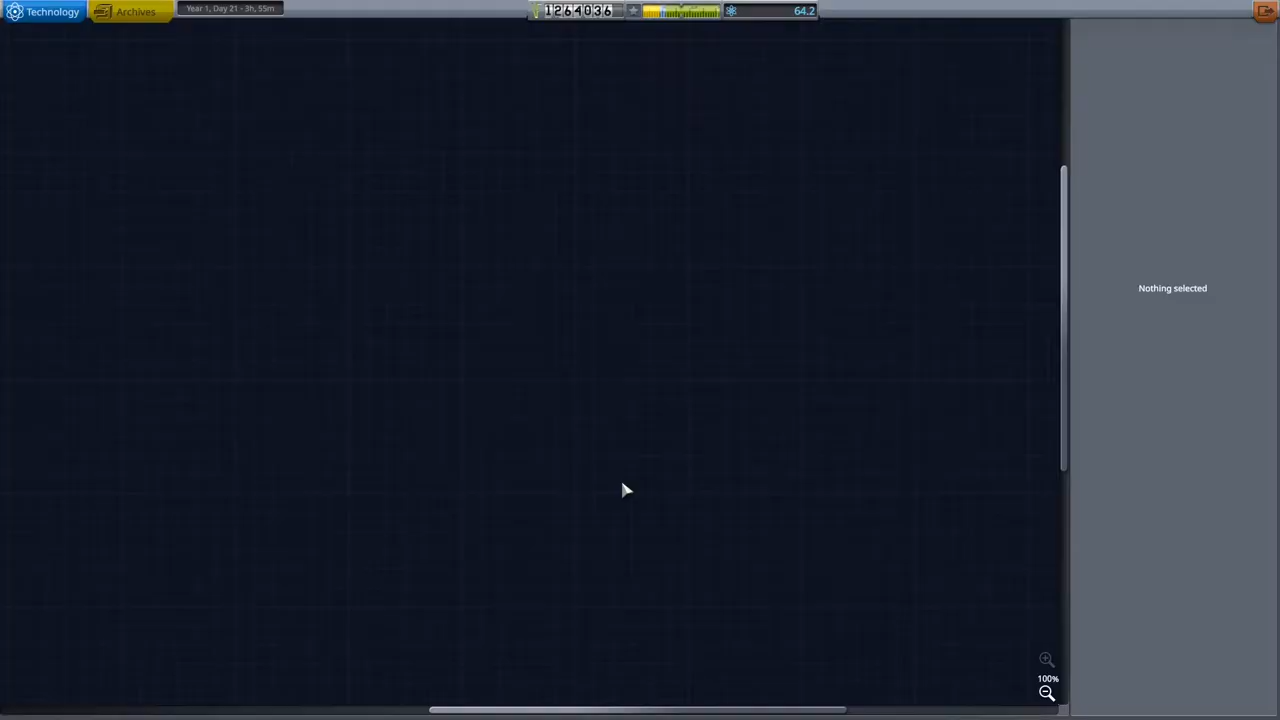 Technology
Archives
Year 1, Day 21 - 3h, 55m
1264036
64.2
Nothing selected
100%